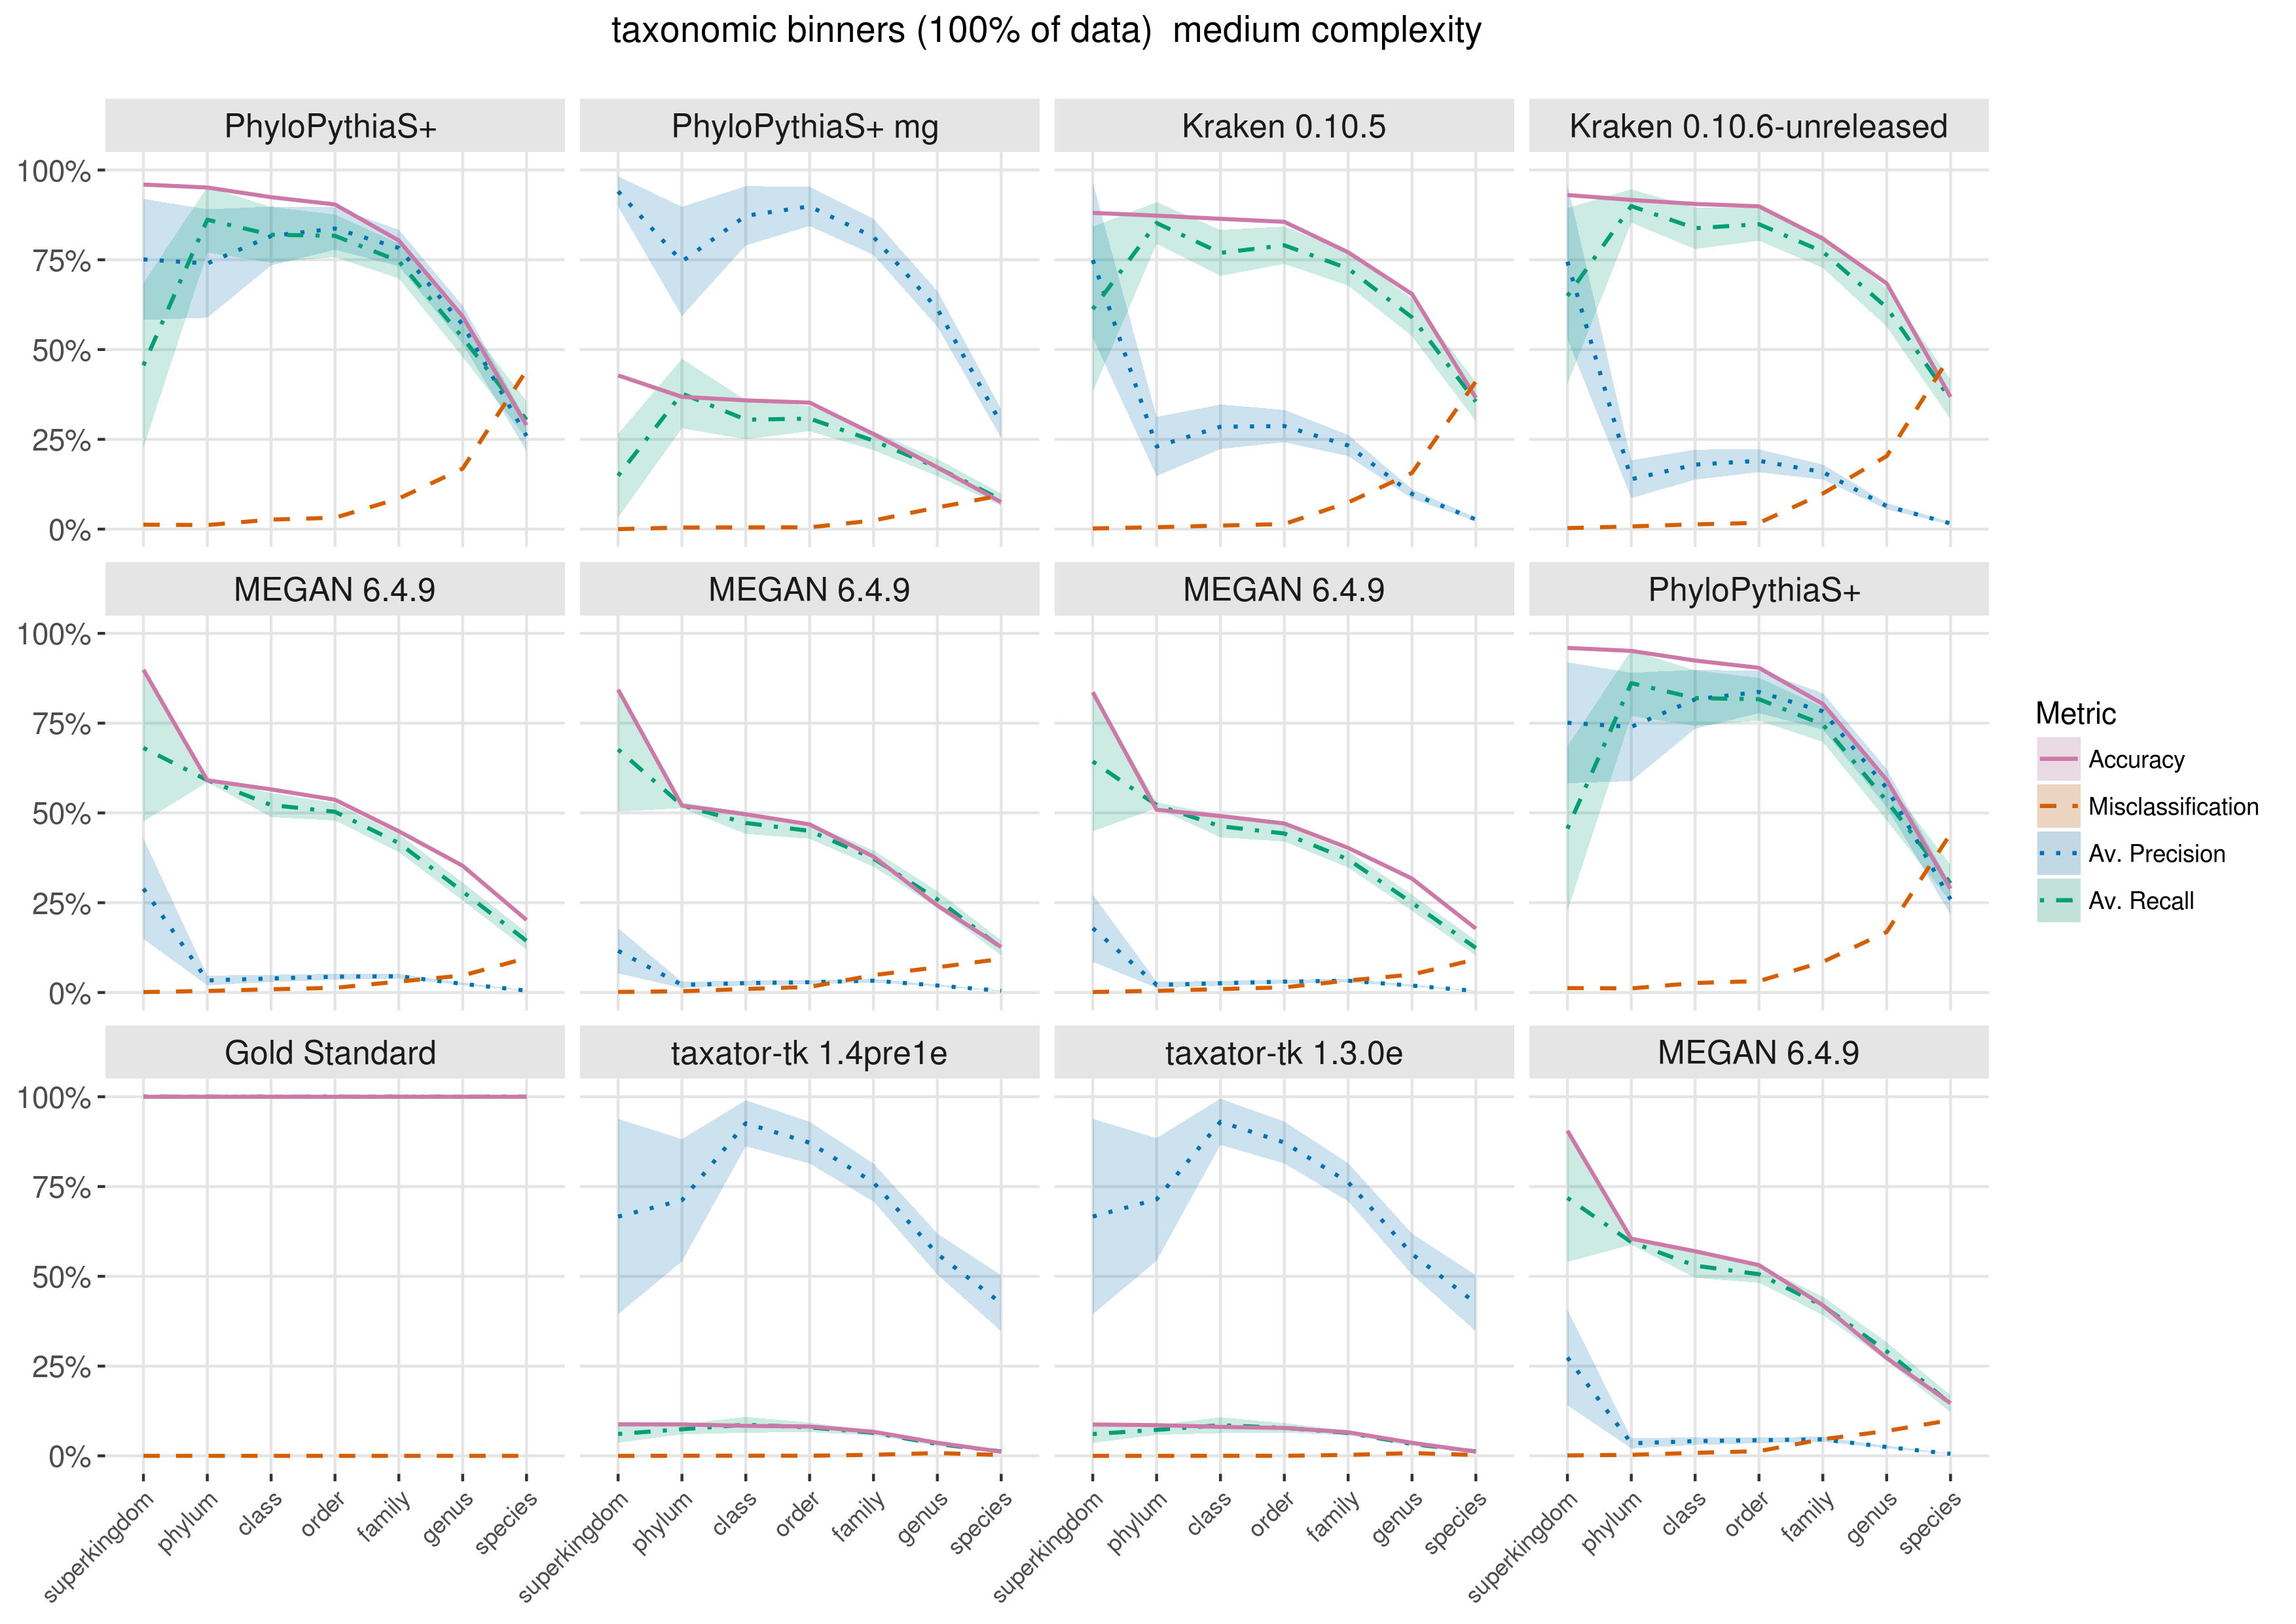 taxonomic binners (100% of data)  medium complexity
PhyloPythiaS+
PhyloPythiaS+ mg
Kraken 0.10.5
Kraken 0.10.6-unreleased
100%
75%
50%
25%
0%
MEGAN 6.4.9
MEGAN 6.4.9
MEGAN 6.4.9
PhyloPythiaS+
100%
75%
50%
25%
0%
Metric
Accuracy
Misclassification
Av. Precision
Av. Recall
Gold Standard
taxator-tk 1.4pre1e
taxator-tk 1.3.0e
MEGAN 6.4.9
100%
75%
50%
25%
0%
superkingdom
phylum
class
order
family
genus
species
superkingdom
phylum
class
order
family
genus
species
superkingdom
phylum
class
order
family
genus
species
superkingdom
phylum
class
order
family
genus
species